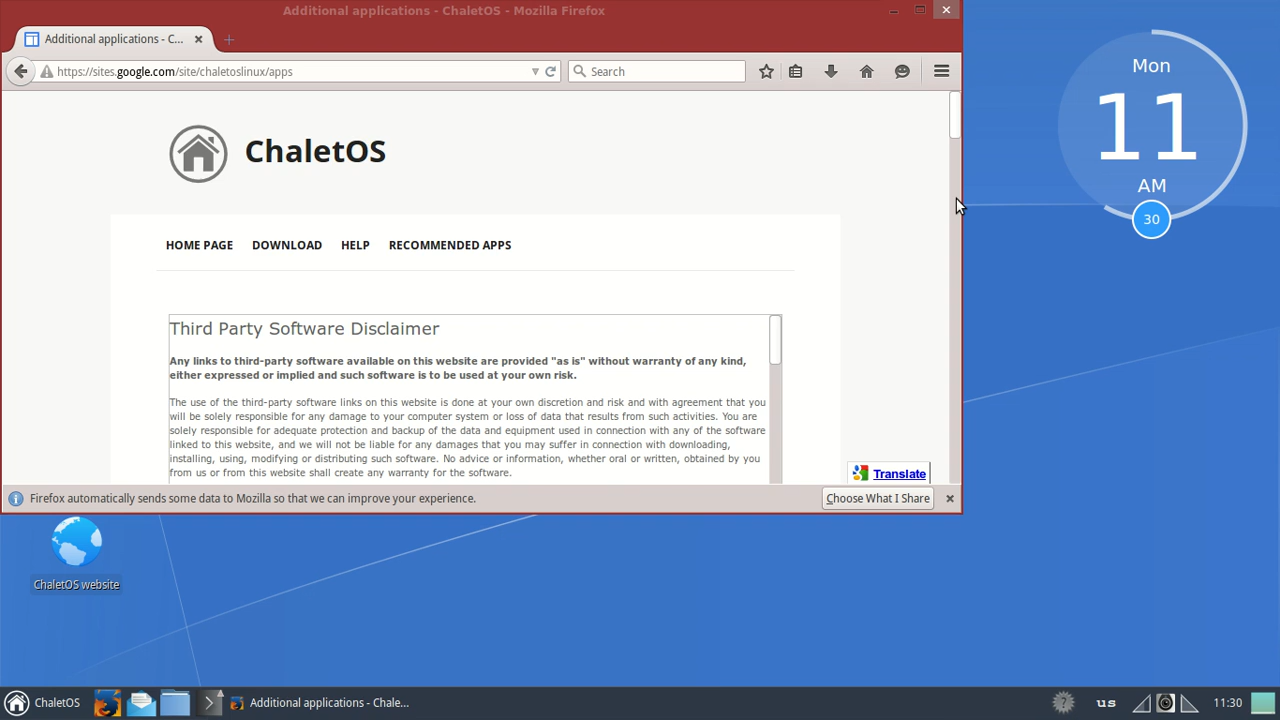 Additional applications - ChaletOS - Mozilla Firefox
Additional applications - C...
https://sites.google.com/site/chaletoslinux/apps
Search
ChaletOS
HOME PAGE DOWNLOAD HELP RECOMMENDED APPS
Third Party Software Disclaimer
Any links to third-party software available on this website are provided "as is" without warranty of any kind,
either expressed or implied and such software is to be used at your own risk.
The use of the third-party software links on this website is done at your own discretion and risk and with agreement that you
will be solely responsible for any damage to your computer system or loss of data that results from such activities. You are
solely responsible for adequate protection and backup of the data and equipment used in connection with any of the software
linked to this website, and we will not be liable for any damages that you may suffer in connection with downloading,
installing, using, modifying or distributing such software. No advice or information, whether oral or written, obtained by you
from us or from this website shall create any warranty for the software.
Translate
Firefox automatically sends some data to Mozilla so that we can improve your experience.
Choose What I Share
Mon
11
AM
30
ChaletOS website
ChaletOS
Additional applications - Chale...
us
11:30